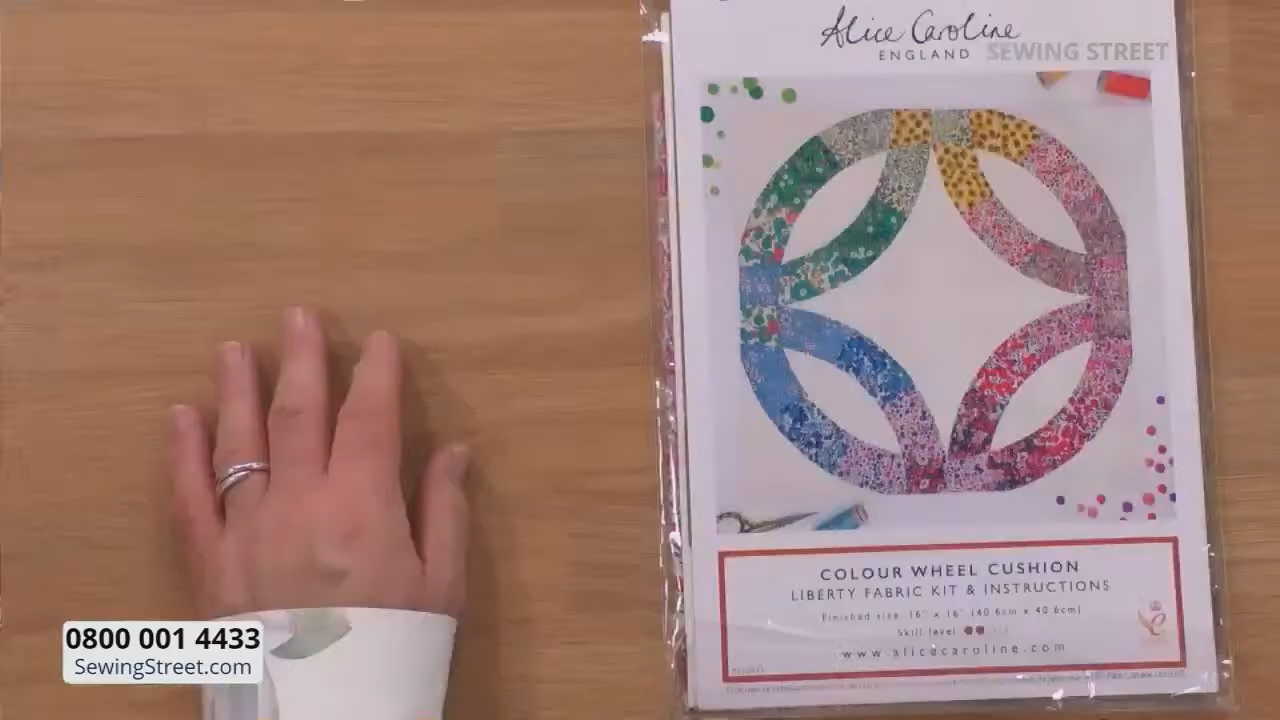 Alice Caroline
ENGLAND
SEWING STREET
COLOUR WHEEL CUSHION
LIBERTY FABRIC KIT & INSTRUCTIONS
Finished size 16" x 16" (40.6cm x 40.6cm)
Skill level
www.alicecaroline.com
0800 001 4433
SewingStreet.com